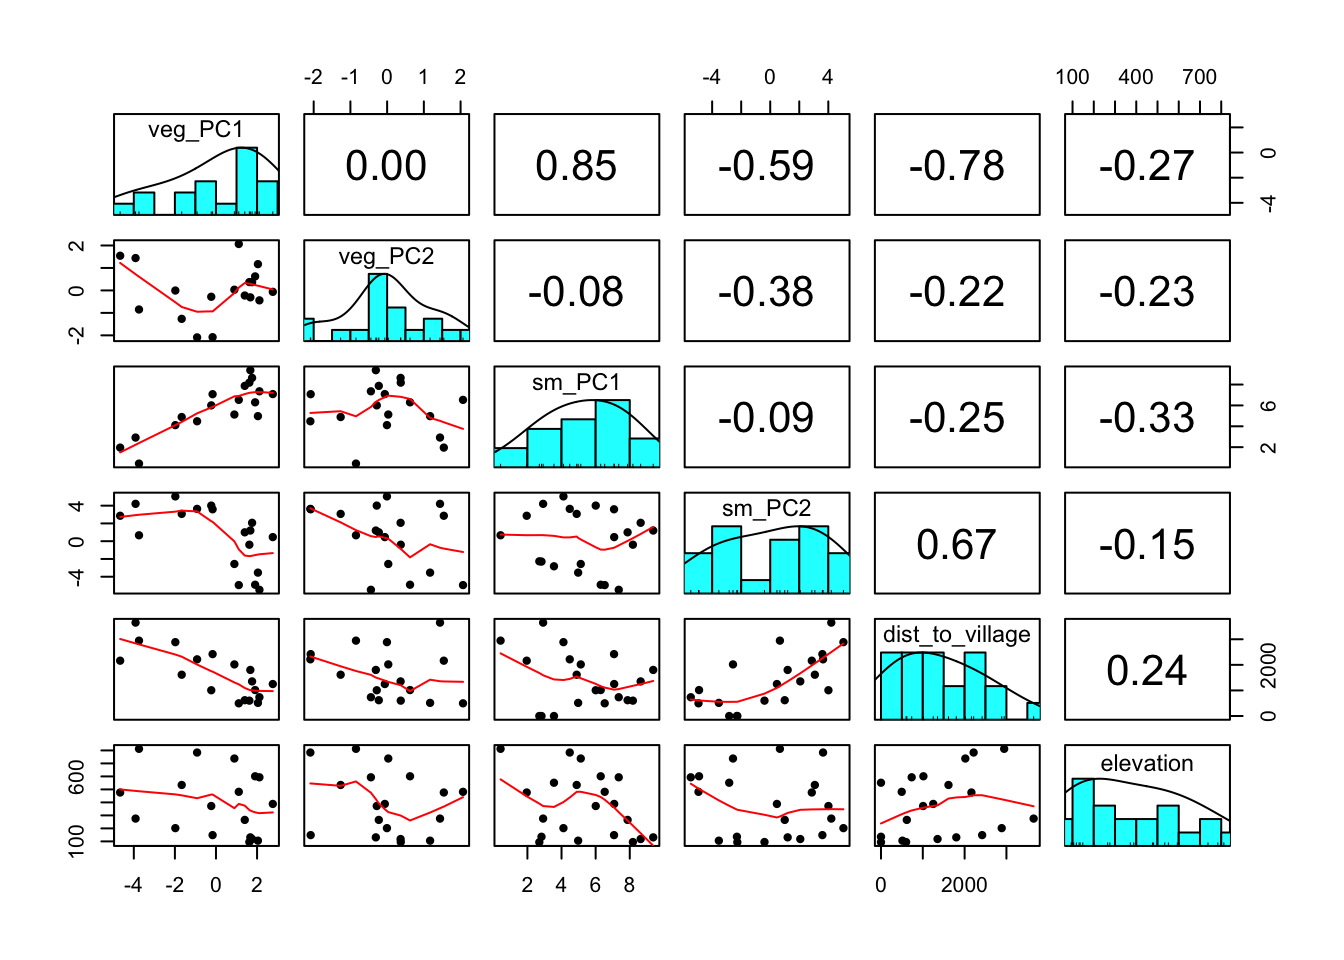 -2 -1 0 1 2 -4 0 4 100 400 700
veg_PC1 0.00 0.85 -0.59 -0.78 -0.27 -4 0
-2 0 2 veg_PC2 -0.08 -0.38 -0.22 -0.23
sm_PC1 -0.09 -0.25 -0.33 2 6
-4 0 4 sm_PC2 0.67 -0.15
dist_to_village 0.24 0 2000
100 600 elevation
-4 -2 0 2 2 4 6 8 0 2000